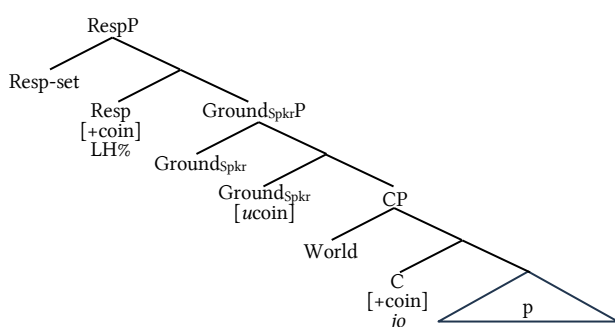 RespP
Resp-set
Resp
[+coin]
LH%
GroundSpkrP
GroundSpkr
GroundSpkr
[ucoin]
CP
World
C
[+coin]
jo
p